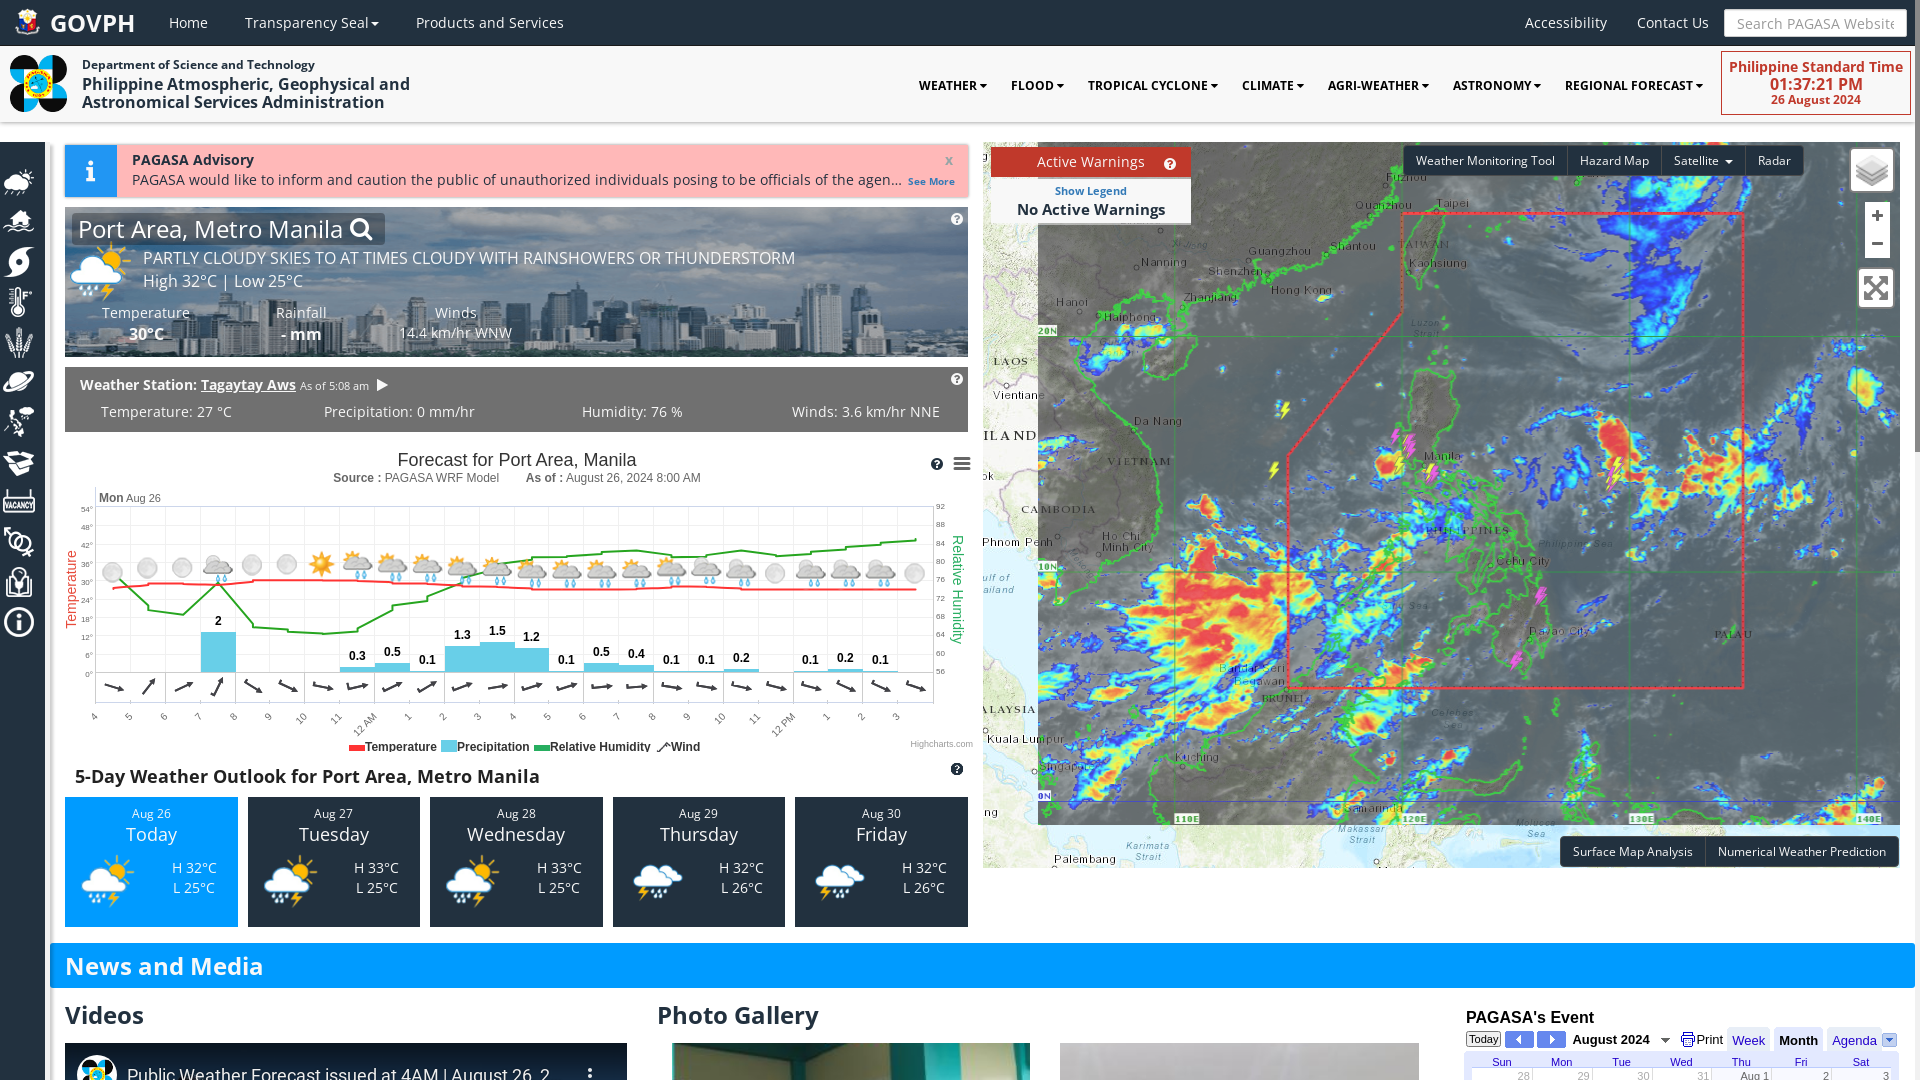 GOVPH
Home
Transparency Seal
Products and Services
Accessibility
Contact Us
Search PAGASA Website
Department of Science and Technology
Philippine Atmospheric, Geophysical and
Astronomical Services Administration
WEATHER
FLOOD
TROPICAL CYCLONE
CLIMATE
AGRI-WEATHER
ASTRONOMY
REGIONAL FORECAST
Philippine Standard Time
01:37:21 PM
26 August 2024
PAGASA Advisory
x
PAGASA would like to inform and caution the public of unauthorized individuals posing to be officials of the agen... See More
Port Area, Metro Manila
PARTLY CLOUDY SKIES TO AT TIMES CLOUDY WITH RAINSHOWERS OR THUNDERSTORM
High 32°C | Low 25°C
Temperature
30°C
Rainfall
- mm
Winds
14.4 km/hr WNW
Weather Station: Tagaytay Aws As of 5:08 am
Temperature: 27 °C
Precipitation: 0 mm/hr
Humidity: 76 %
Winds: 3.6 km/hr NNE
Forecast for Port Area, Manila
Source : PAGASA WRF Model As of : August 26, 2024 8:00 AM
Mon Aug 26
54°
48°
42°
36°
30°
24°
18°
12°
6°
0°
Temperature
92
88
84
80
76
72
68
64
60
56
Relative Humidity
2
0.3
0.5
0.1
1.3
1.5
1.2
0.1
0.5
0.4
0.1
0.1
0.2
0.1
0.2
0.1
4
5
6
7
8
9
10
11
12 AM
1
2
3
4
5
6
7
8
9
10
11
12 PM
1
2
3
Temperature
Precipitation
Relative Humidity
Wind
Highcharts.com
5-Day Weather Outlook for Port Area, Metro Manila
Aug 26
Today
H 32°C
L 25°C
Aug 27
Tuesday
H 33°C
L 25°C
Aug 28
Wednesday
H 33°C
L 25°C
Aug 29
Thursday
H 32°C
L 26°C
Aug 30
Friday
H 32°C
L 26°C
VACANCY
Active Warnings
Show Legend
No Active Warnings
Weather Monitoring Tool
Hazard Map
Satellite
Radar
+
−
Fuzhou
Taipei
Quanzhou
TAIWAN
Shantou
Guangzhou
Kaohsiung
Nanning
Shenzhen
Hong Kong
Zhanjiang
Hanoi
Haiphong
20N
Luzon
Strait
LAOS
Vientiane
Da Nang
ILAND
Manila
VIETNAM
ok
CAMBODIA
Ho Chi
Minh City
Phnom Penh
PHILIPPINES
Philippine Sea
Cebu City
10N
ulf of
ailand
Davao City
PALAU
Bandar Seri
Begawan
BRUNEI
ALAYSIA
Celebes
Kuala Lumpur
Kuching
Singapore
0N
ng
Samarinda
110E
120E
130E
140E
Makassar
Strait
Molucca
Sea
Karimata
Strait
Palembang
Surface Map Analysis
Numerical Weather Prediction
News and Media
Videos
Photo Gallery
PAGASA's Event
Public Weather Forecast issued at 4AM | August 26, 2
Today
August 2024
Print
Week
Month
Agenda
Sun
Mon
Tue
Wed
Thu
Fri
Sat
28
29
30
31
Aug 1
2
3